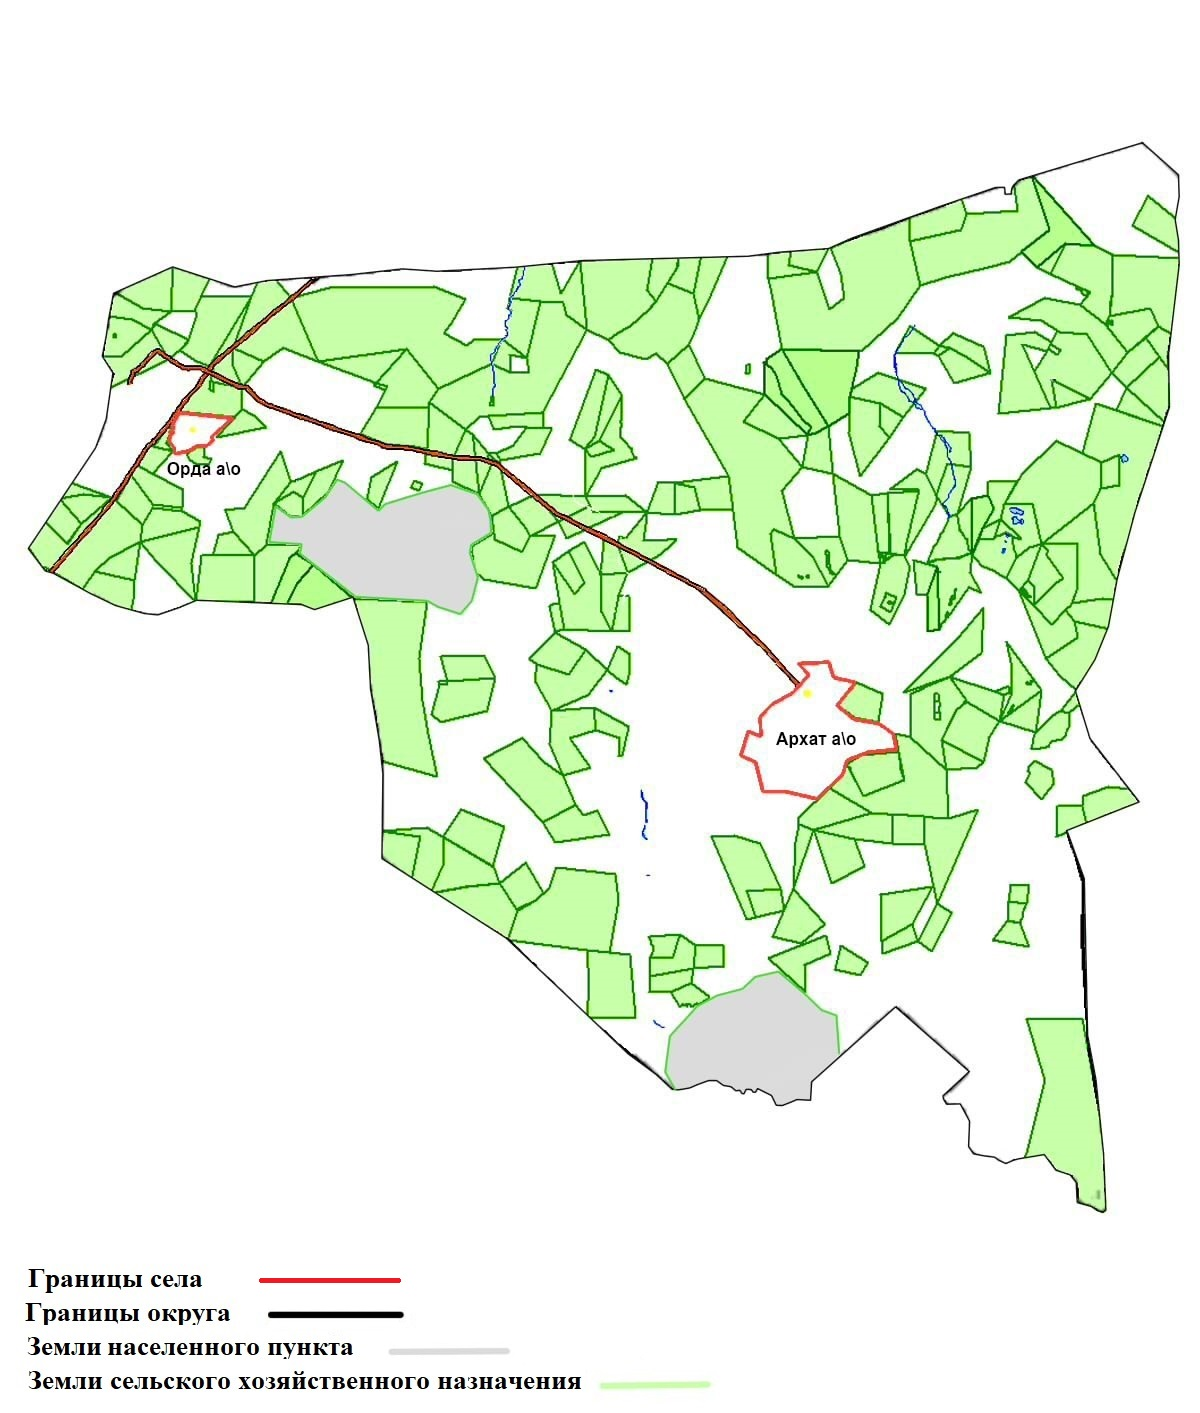 Орда а\о
Архат а\о
Границы села
Границы округа
Земли населенного пункта
Земли сельского хозяйственного назначения